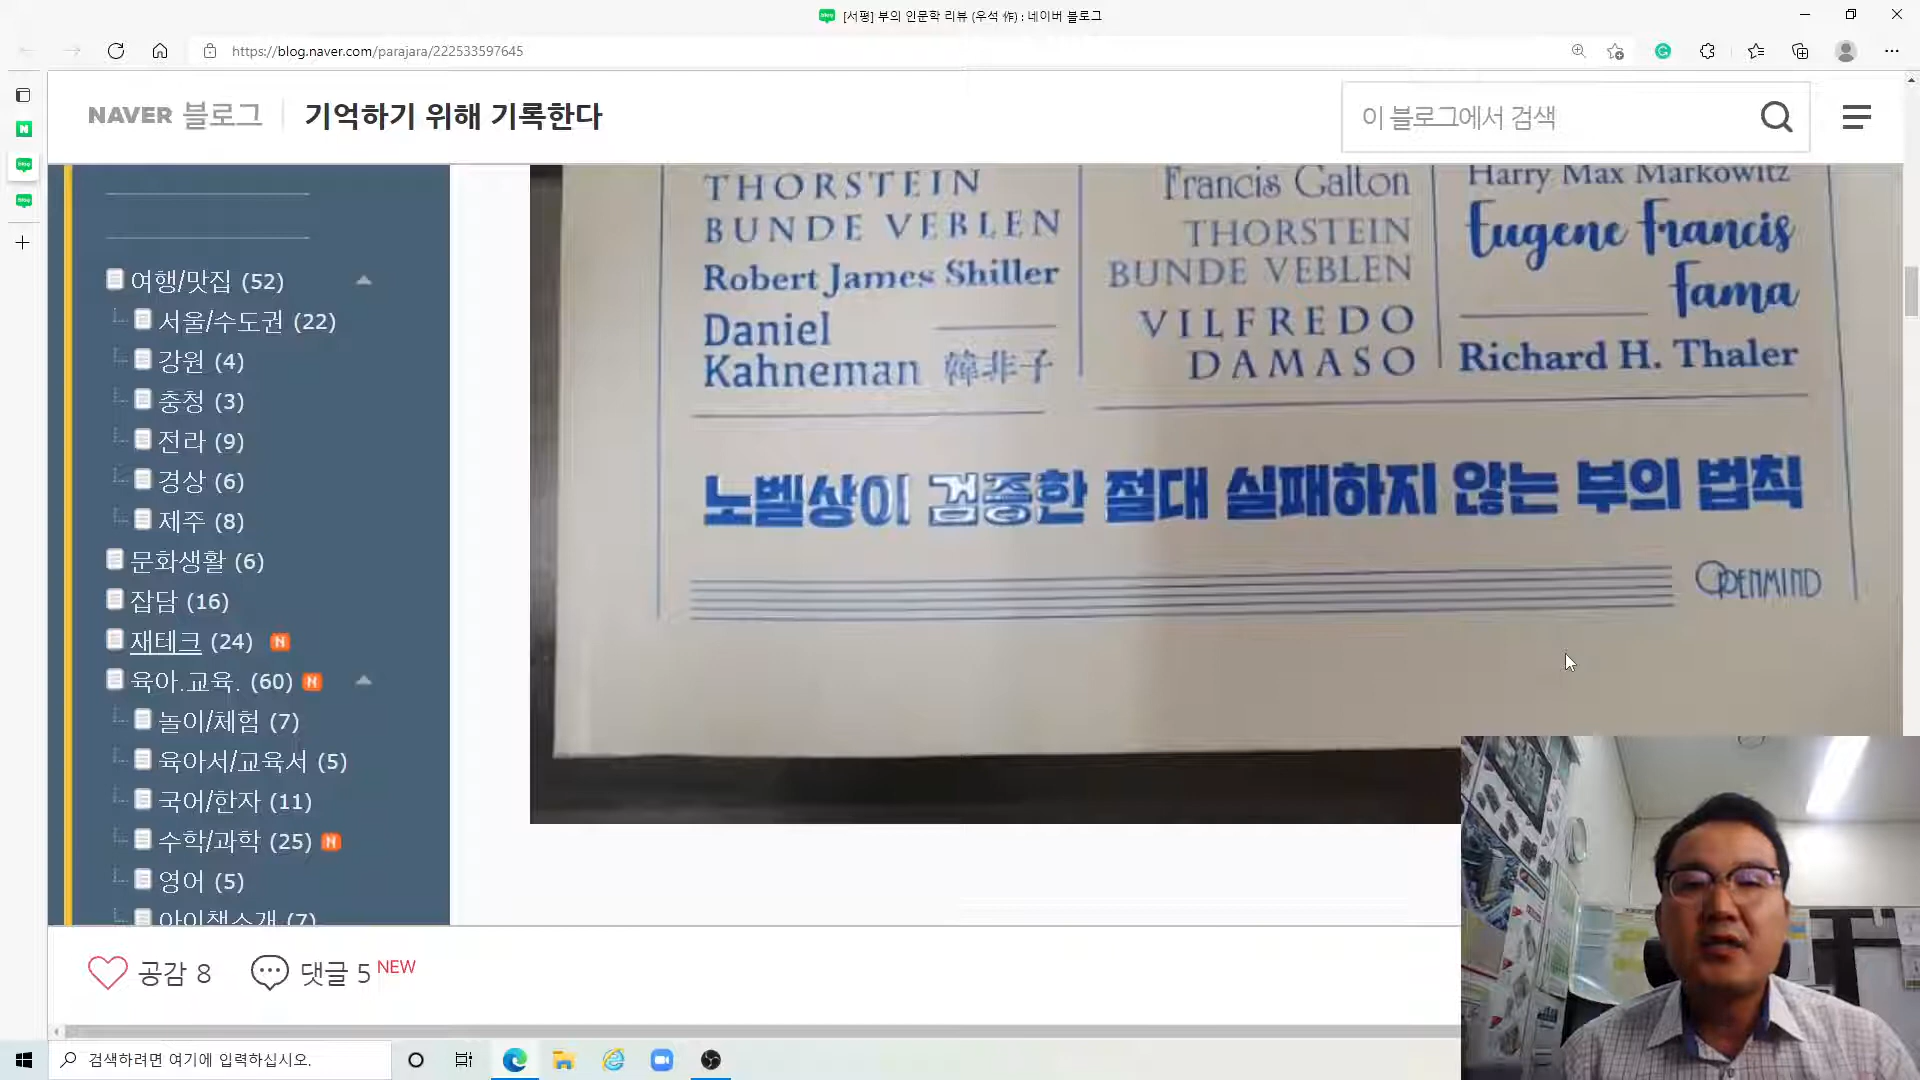 [서평] 부의 인문학 리뷰 (우석 作) : 네이버 블로그
https://blog.naver.com/parajara/222533597645
NAVER 블로그
기억하기 위해 기록한다
이 블로그에서 검색
여행/맛집 (52)
서울/수도권 (22)
강원 (4)
충청 (3)
전라 (9)
경상 (6)
제주 (8)
문화생활 (6)
잡담 (16)
재테크 (24) N
육아.교육. (60) N
놀이/체험 (7)
육아서/교육서 (5)
국어/한자 (11)
수학/과학 (25) N
영어 (5)
아이책소개 (7)
THORSTEIN
BUNDE VEBLEN
Robert James Shiller
Daniel
Kahneman 韓非子
Francis Galton
THORSTEIN
BUNDE VEBLEN
VILFREDO
DAMASO
Harry Max Markowitz
Eugene Francis
Fama
Richard H. Thaler
노벨상이 검증한 절대 실패하지 않는 부의 법칙
OPENMIND
공감 8
댓글 5 NEW
검색하려면 여기에 입력하십시오.